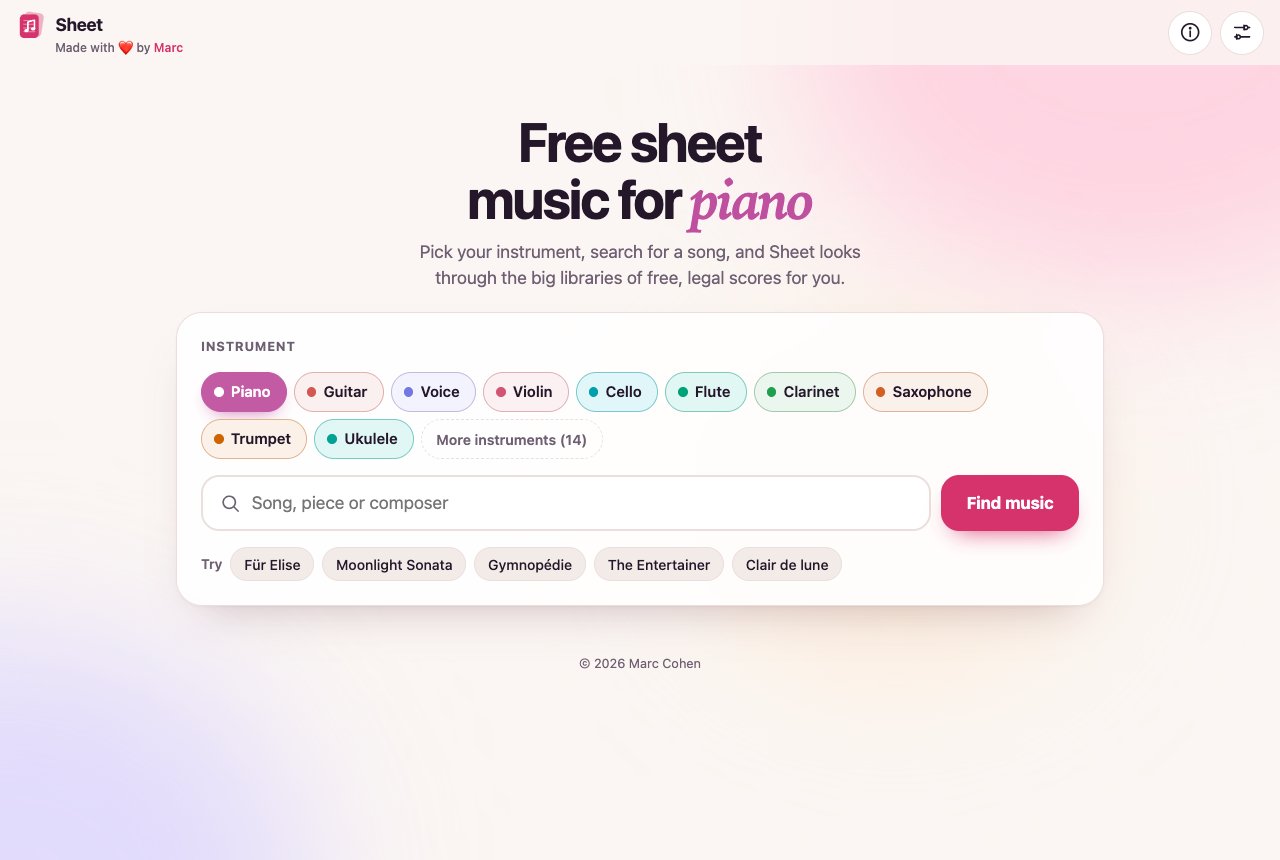 Sheet
Made with ❤️ by Marc
Free sheet
music for piano
Pick your instrument, search for a song, and Sheet looks
through the big libraries of free, legal scores for you.
INSTRUMENT
Piano Guitar Voice Violin Cello Flute Clarinet Saxophone
Trumpet Ukulele More instruments (14)
Song, piece or composer Find music
Try Für Elise Moonlight Sonata Gymnopédie The Entertainer Clair de lune
© 2026 Marc Cohen